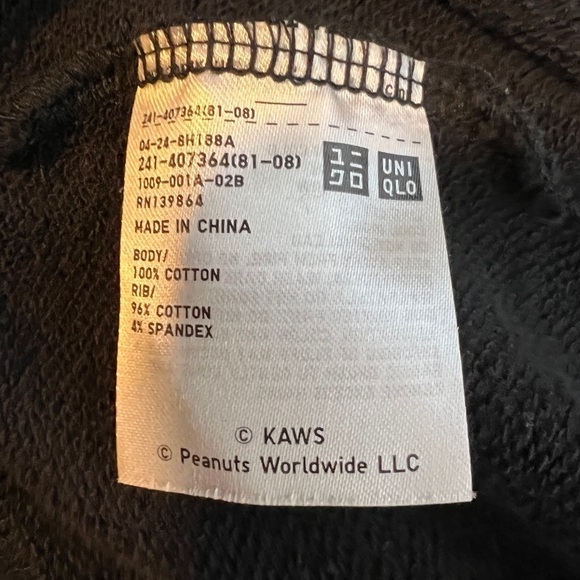 241-407364(81-08)
04-24-8H188A
241-407364(81-08)
ユニ
クロ
UNI
QLO
1009-001A-02B
RN139864
MADE IN CHINA
BODY/
100% COTTON
RIB/
96% COTTON
4% SPANDEX
© KAWS
© Peanuts Worldwide LLC